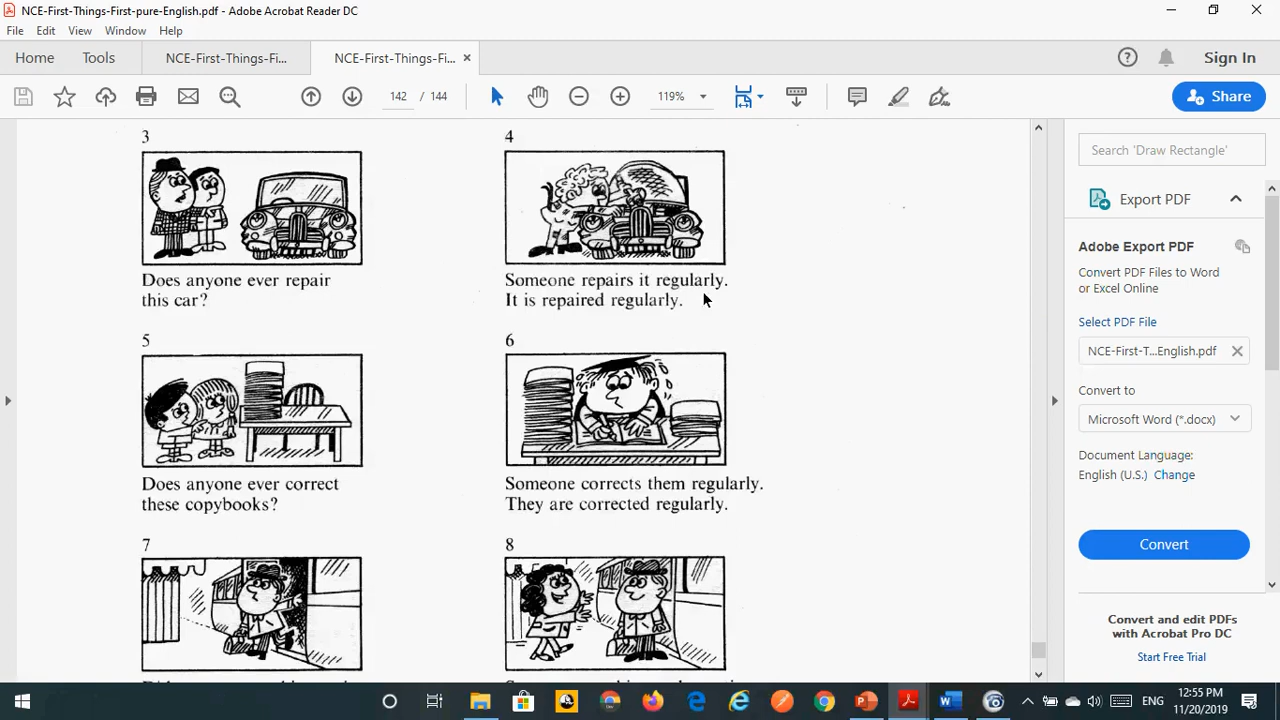 NCE-First-Things-First-pure-English.pdf - Adobe Acrobat Reader DC
File Edit View Window Help
Home Tools NCE-First-Things-Fi... NCE-First-Things-Fi... × Sign In
142 / 144 119% Share
3
4
Does anyone ever repair
this car?
Someone repairs it regularly.
It is repaired regularly.
5
6
Does anyone ever correct
these copybooks?
Someone corrects them regularly.
They are corrected regularly.
7
8
Search 'Draw Rectangle'
Export PDF
Adobe Export PDF
Convert PDF Files to Word
or Excel Online
Select PDF File
NCE-First-T...English.pdf
Convert to
Microsoft Word (*.docx)
Document Language:
English (U.S.) Change
Convert
Convert and edit PDFs
with Acrobat Pro DC
Start Free Trial
ENG
12:55 PM
11/20/2019